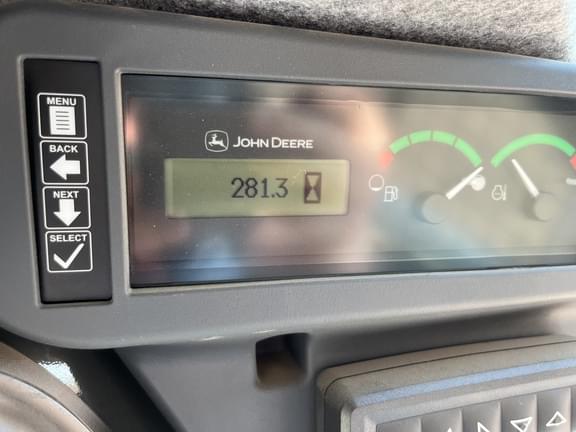 MENU
BACK
NEXT
SELECT
JOHN DEERE
281.3